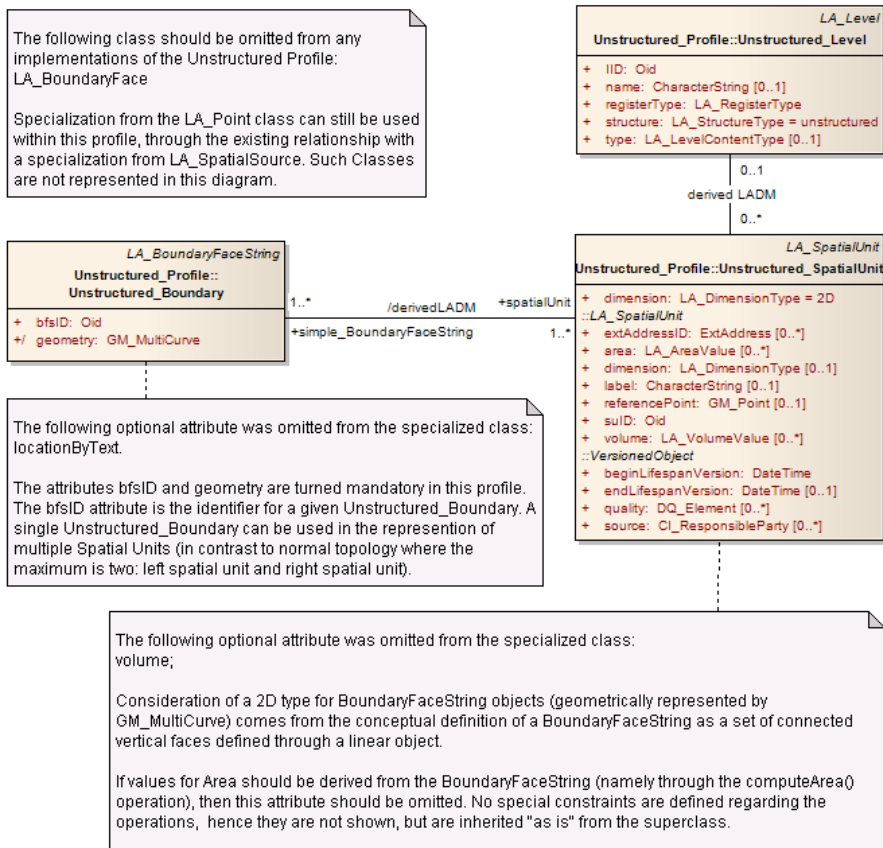 The following class should be omitted from any
implementations of the Unstructured Profile:
LA_BoundaryFace
Specialization from the LA_Point class can still be used
within this profile, through the existing relationship with
a specialization from LA_SpatialSource. Such Classes
are not represented in this diagram.
LA_Level
Unstructured_Profile::Unstructured_Level
+ lID: Oid
+ name: CharacterString [0..1]
+ registerType: LA_RegisterType
+ structure: LA_StructureType = unstructured
+ type: LA_LevelContentType [0..1]
0..1
derived LADM
0..*
LA_BoundaryFaceString
Unstructured_Profile::
Unstructured_Boundary
+ bfsID: Oid
+/ geometry: GM_MultiCurve
1..*
/derivedLADM
+spatialUnit
+simple_BoundaryFaceString
1..*
LA_SpatialUnit
Unstructured_Profile::Unstructured_SpatialUnit
+ dimension: LA_DimensionType = 2D
::LA_SpatialUnit
+ extAddressID: ExtAddress [0..*]
+ area: LA_AreaValue [0..*]
+ dimension: LA_DimensionType [0..1]
+ label: CharacterString [0..1]
+ referencePoint: GM_Point [0..1]
+ suID: Oid
+ volume: LA_VolumeValue [0..*]
::VersionedObject
+ beginLifespanVersion: DateTime
+ endLifespanVersion: DateTime [0..1]
+ quality: DQ_Element [0..*]
+ source: CI_ResponsibleParty [0..*]
The following optional attribute was omitted from the specialized class:
locationByText.
The attributes bfsID and geometry are turned mandatory in this profile.
The bfsID attribute is the identifier for a given Unstructured_Boundary. A
single Unstructured_Boundary can be used in the represention of
multiple Spatial Units (in contrast to normal topology where the
maximum is two: left spatial unit and right spatial unit).
The following optional attribute was omitted from the specialized class:
volume;
Consideration of a 2D type for BoundaryFaceString objects (geometrically represented by
GM_MultiCurve) comes from the conceptual definition of a BoundaryFaceString as a set of connected
vertical faces defined through a linear object.
If values for Area should be derived from the BoundaryFaceString (namely through the computeArea()
operation), then this attribute should be omitted. No special constraints are defined regarding the
operations, hence they are not shown, but are inherited "as is" from the superclass.